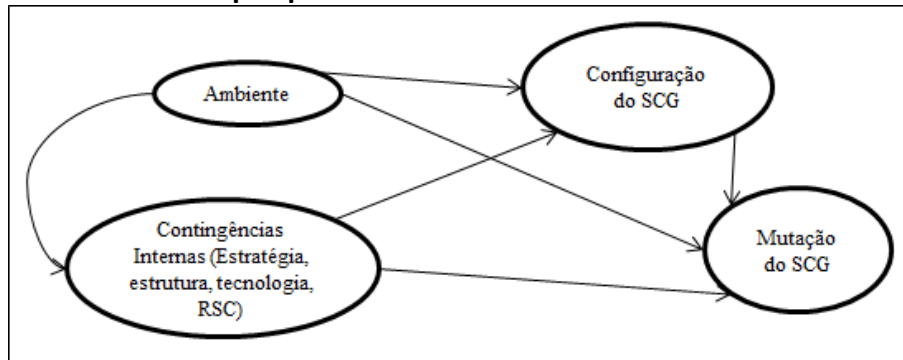 Ambiente
Configuração
do SCG
Contingências
Internas (Estratégia,
estrutura, tecnologia,
RSC)
Mutação
do SCG